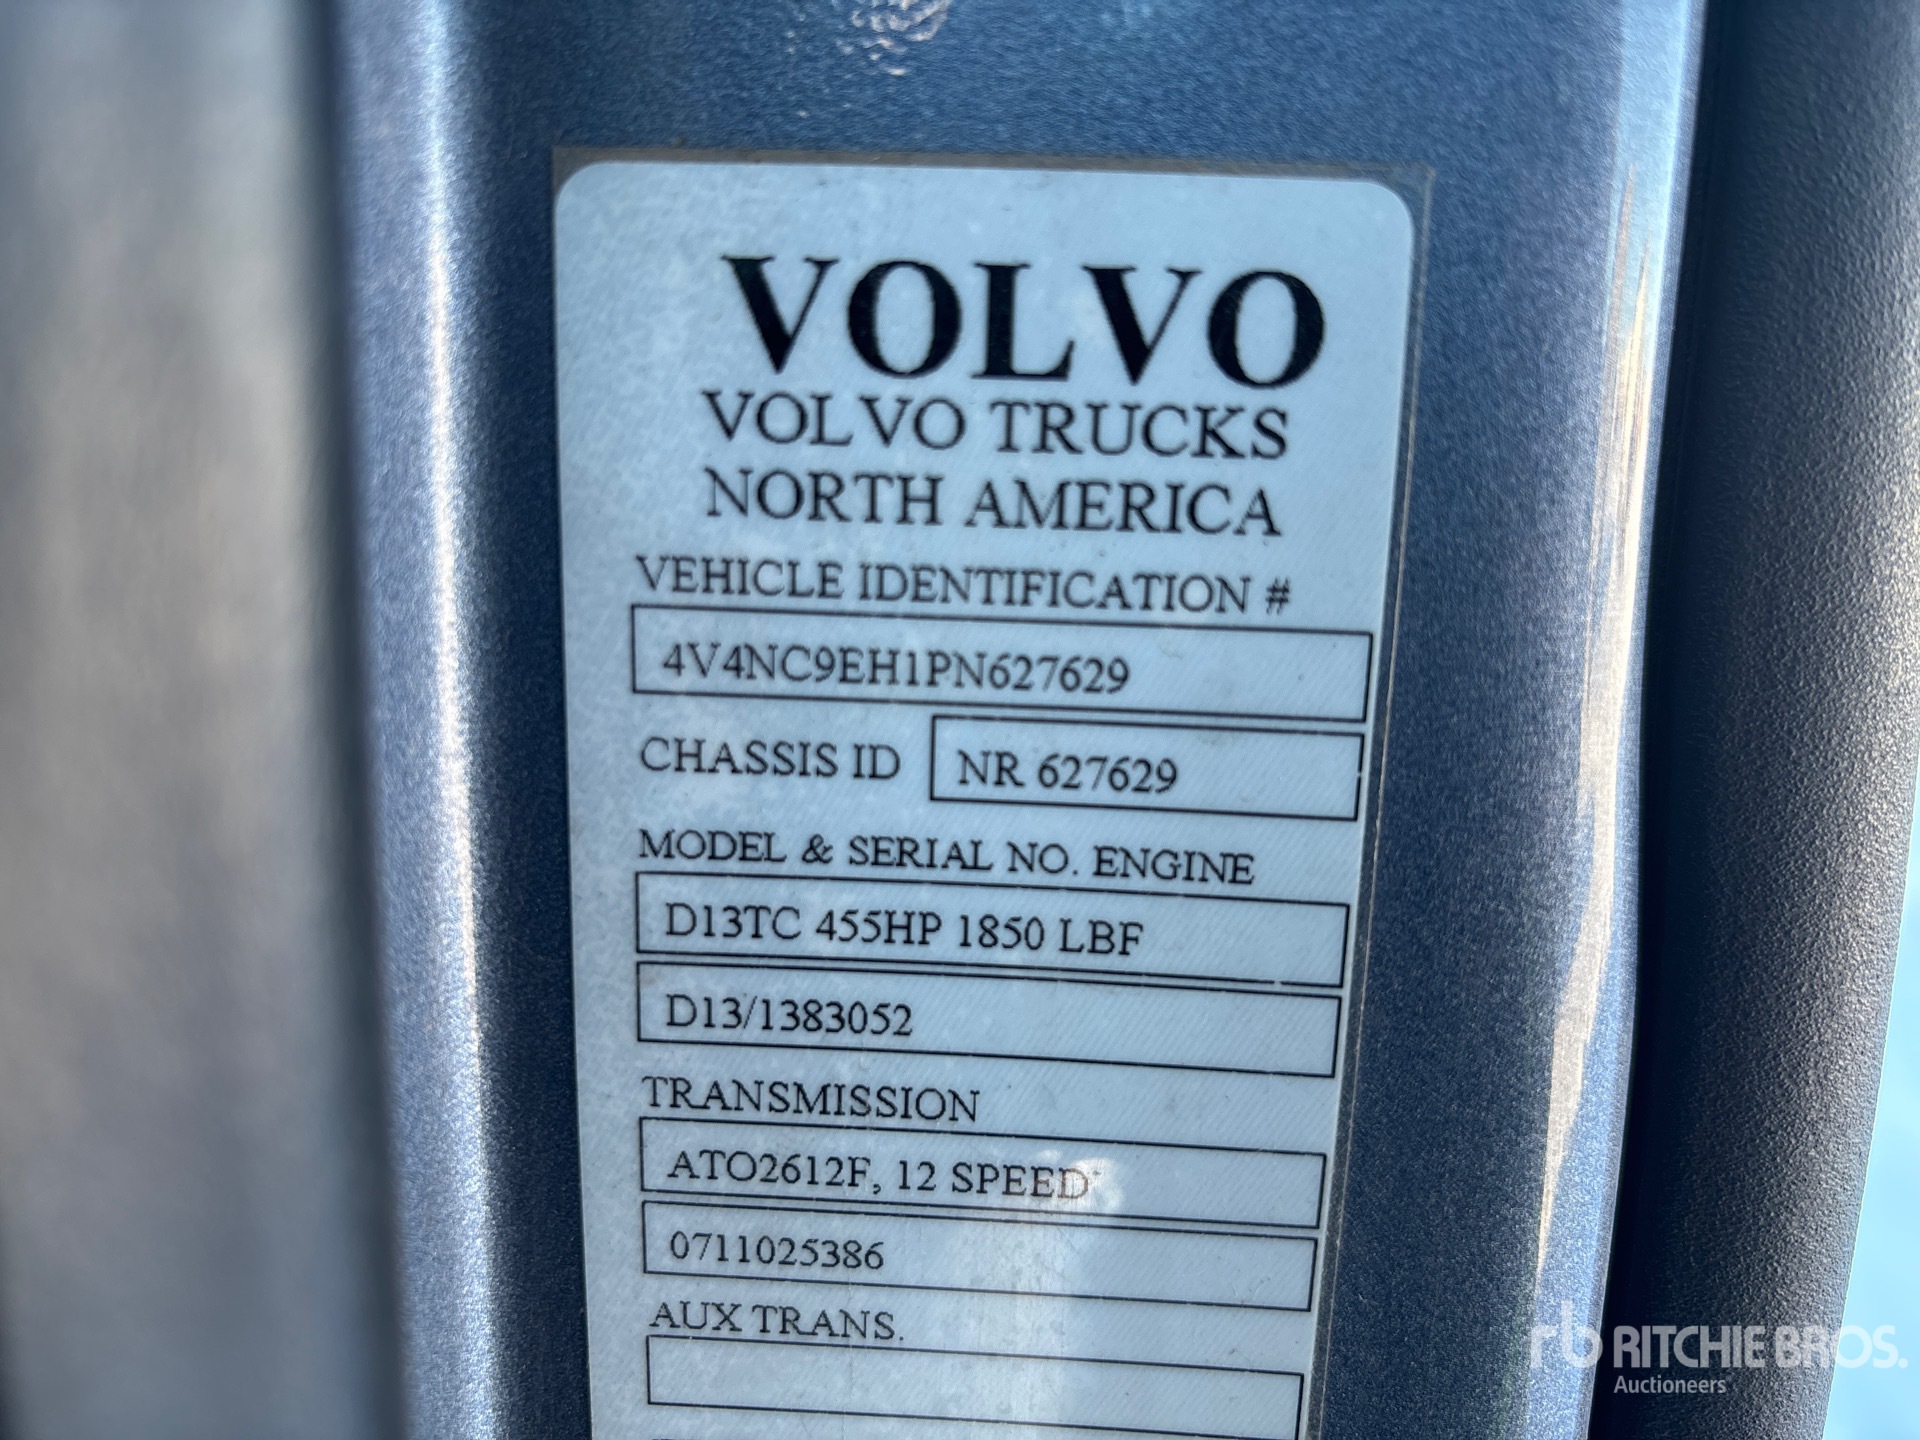 VOLVO
VOLVO TRUCKS
NORTH AMERICA
VEHICLE IDENTIFICATION #
4V4NC9EH1PN627629
CHASSIS ID NR 627629
MODEL & SERIAL NO. ENGINE
D13TC 455HP 1850 LBF
D13/1383052
TRANSMISSION
ATO2612F, 12 SPEED
0711025386
AUX TRANS.
rb RITCHIE BROS.
Auctioneers